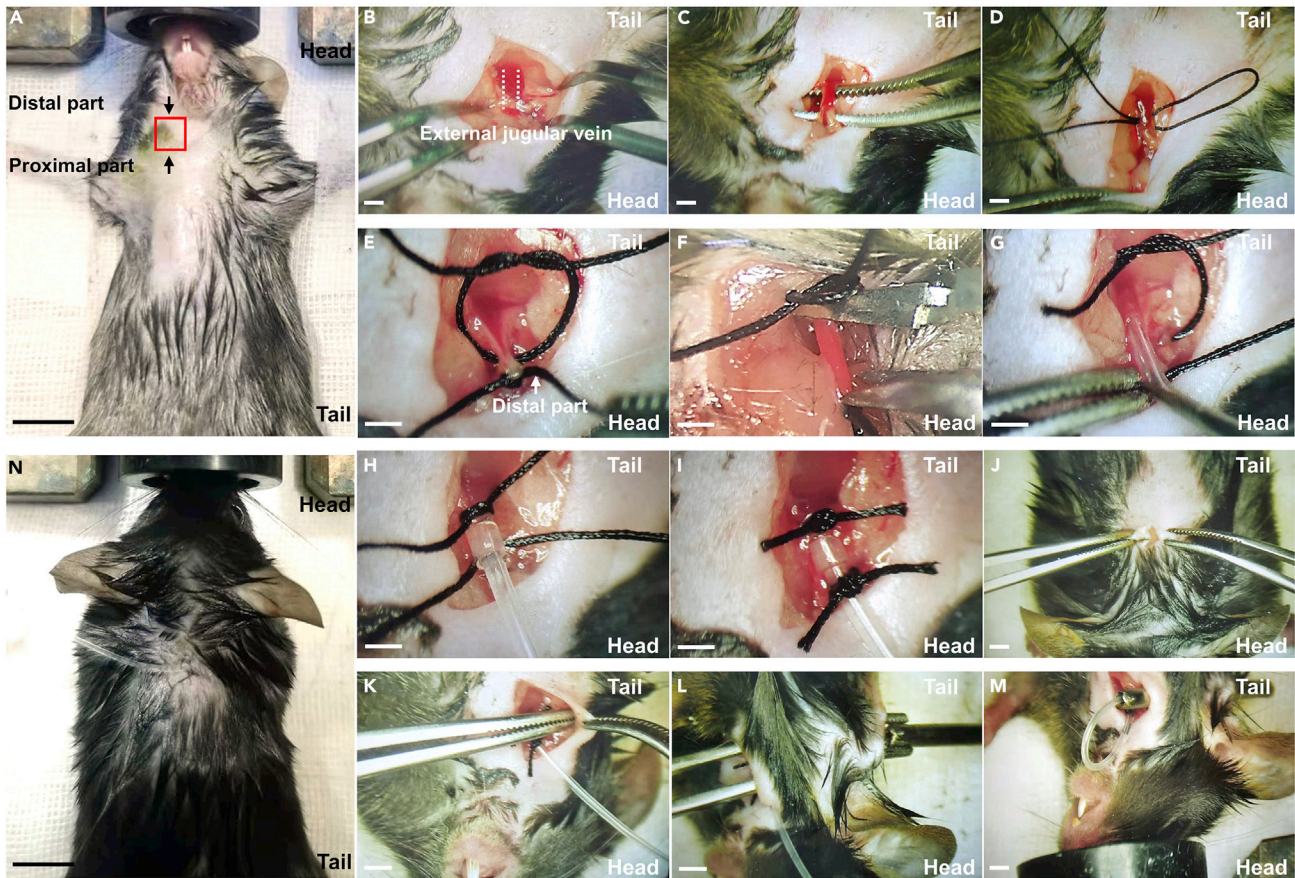 A
Head
Distal part
Proximal part
Tail
B
Tail
External jugular vein
Head
C
Tail
Head
D
Tail
Head
E
Tail
Distal part
Head
F
Tail
Head
G
Tail
Head
N
Head
Tail
H
Tail
Head
I
Tail
Head
J
Tail
Head
K
Tail
Head
L
Tail
Head
M
Tail
Head